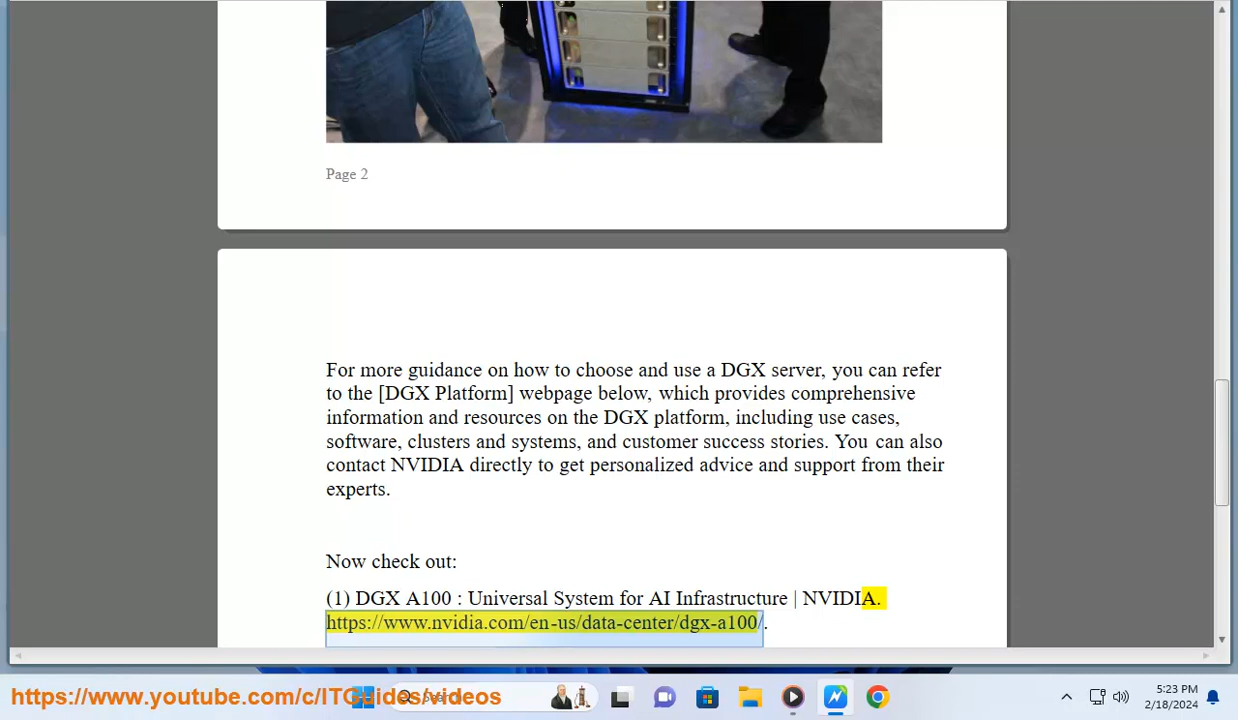 Page 2
For more guidance on how to choose and use a DGX server, you can refer
to the [DGX Platform] webpage below, which provides comprehensive
information and resources on the DGX platform, including use cases,
software, clusters and systems, and customer success stories. You can also
contact NVIDIA directly to get personalized advice and support from their
experts.
Now check out:
(1) DGX A100 : Universal System for AI Infrastructure | NVIDIA.
https://www.nvidia.com/en-us/data-center/dgx-a100/.
https://www.youtube.com/c/ITGuides/videos
5:23 PM
2/18/2024